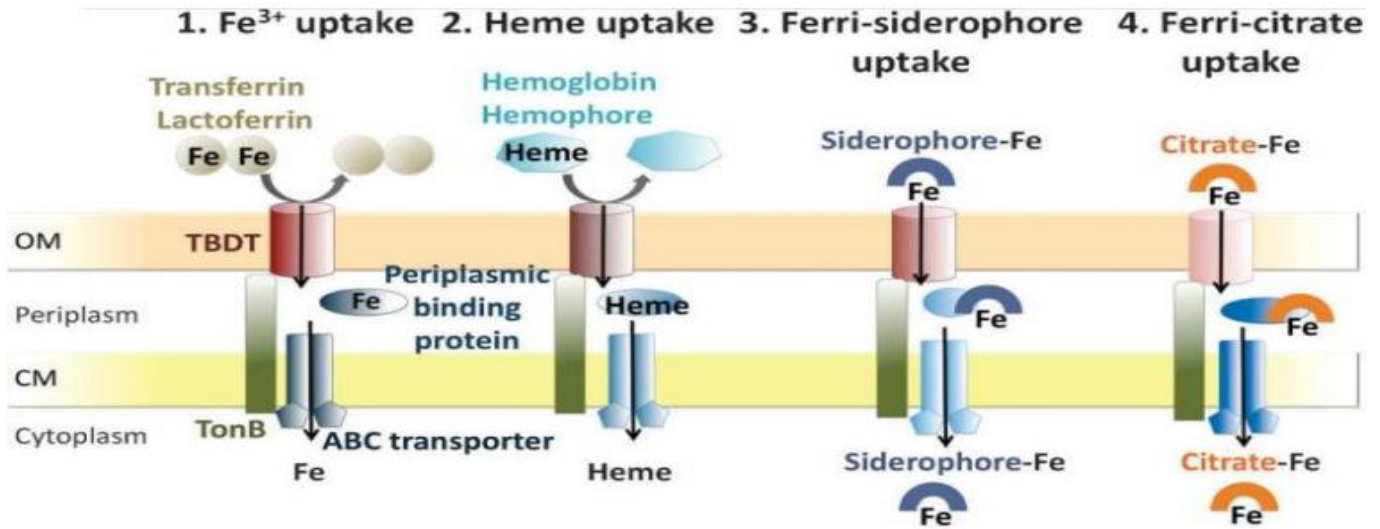 1. Fe³⁺ uptake
2. Heme uptake
3. Ferri-siderophore
uptake
4. Ferri-citrate
uptake
Transferrin
Lactoferrin
Fe Fe
Hemoglobin
Hemophore
Heme
Siderophore-Fe
Fe
Citrate-Fe
Fe
OM
TBDT
Periplasm
Fe
Periplasmic
binding
protein
Heme
Fe
Fe
CM
Cytoplasm
TonB
ABC transporter
Fe
Heme
Siderophore-Fe
Fe
Citrate-Fe
Fe